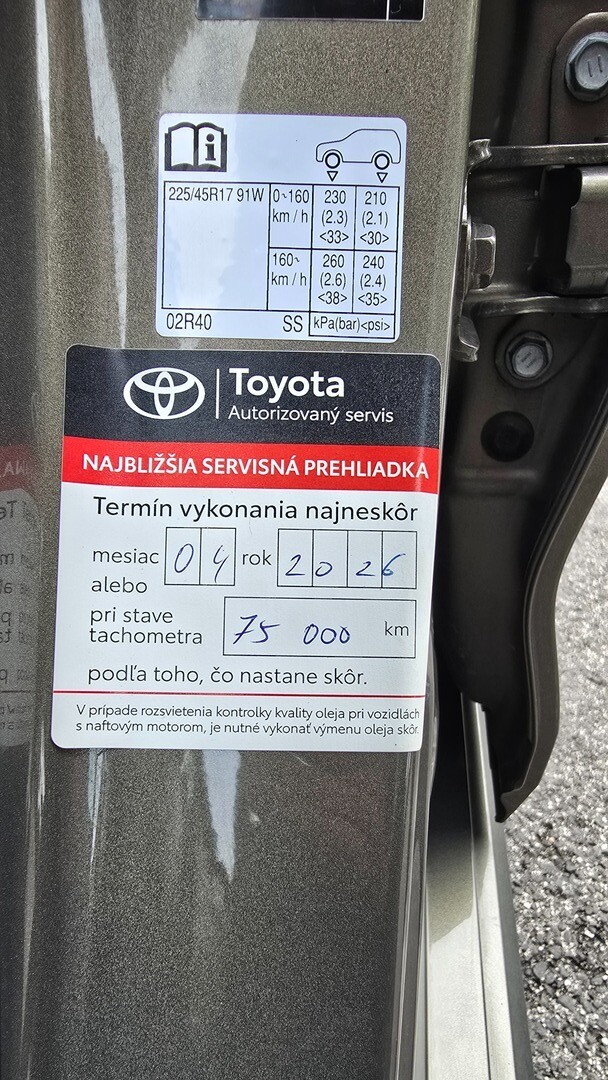 225/45R17 91W 0~160 km/h 230 (2.3) <33> 210 (2.1) <30>
160~ km/h 260 (2.6) <38> 240 (2.4) <35>
02R40 SS kPa(bar)<psi>
Toyota
Autorizovaný servis
NAJBLIŽŠIA SERVISNÁ PREHLIADKA
Termín vykonania najneskôr
mesiac 04 rok 2026
alebo
pri stave
tachometra 75 000 km
podľa toho, čo nastane skôr.
V prípade rozsvietenia kontrolky kvality oleja pri vozidlách
s naftovým motorom, je nutné vykonať výmenu oleja skôr.